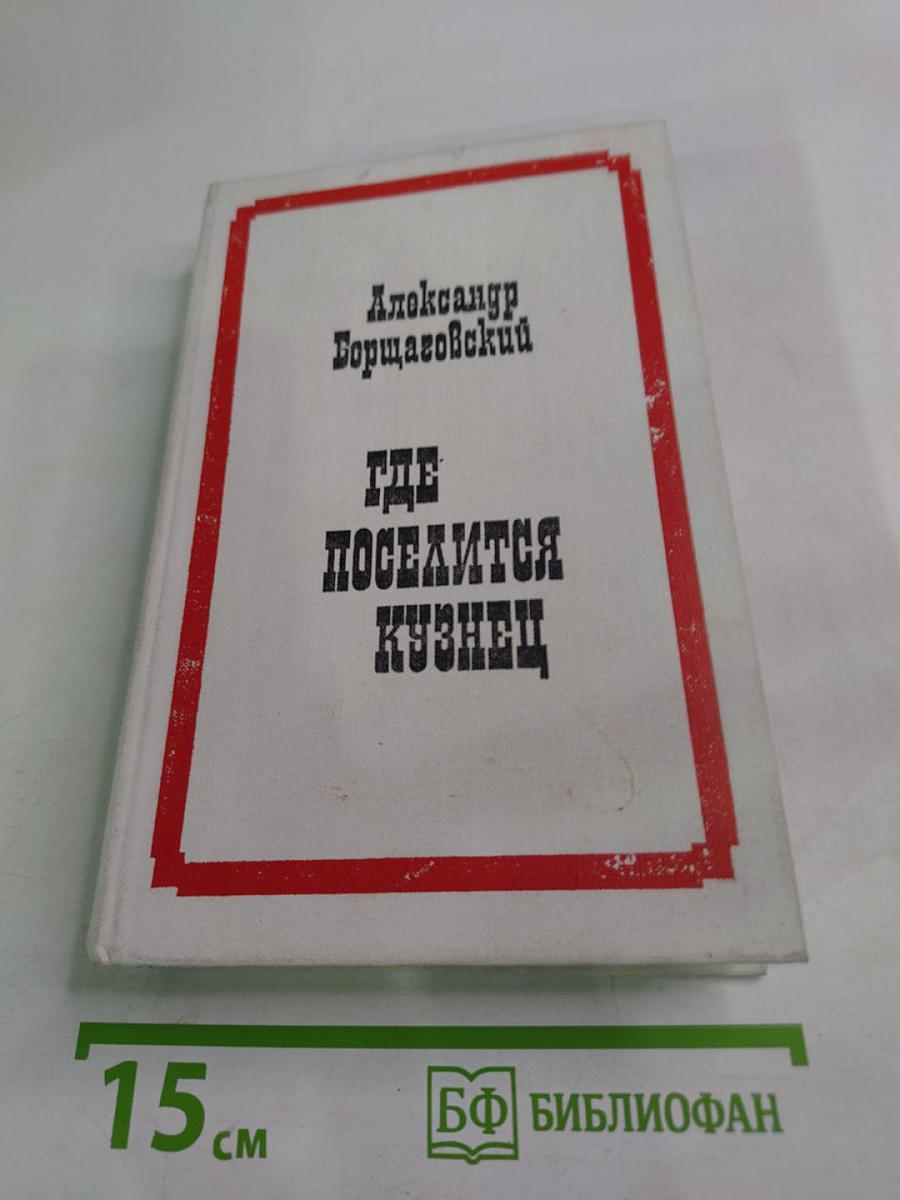 Александр
Борщаговский
ГДЕ
ПОСЕЛИТСЯ
КУЗНЕЦ
15 см
БФ БИБЛИОФАН